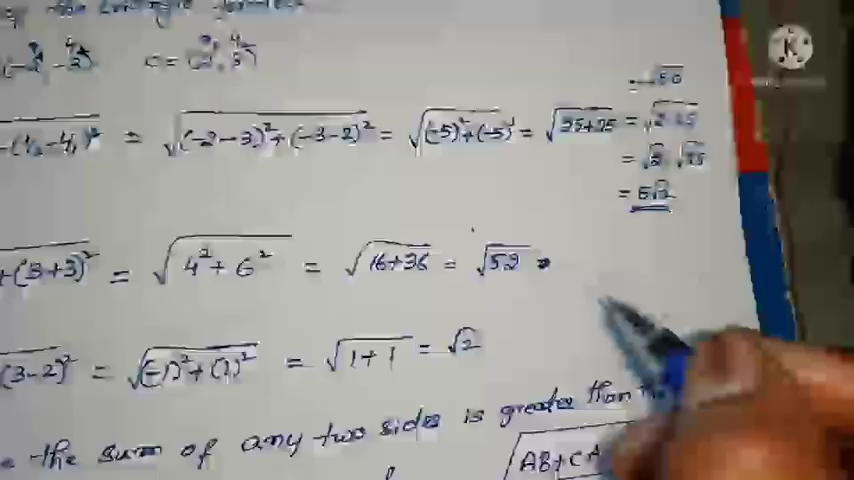 c = (2, 3)
= √50
= √(-2-3)²+(-3-2)² = √(-5)²+(-5)² = √25+25 = √2·25
= √2 · √25
= 5√2
+(3+3)² = √4²+6² = √16+36 = √52
(3-2)² = √(-1)²+(1)² = √1+1 = √2
the sum of any two sides is greater than
AB+CA
K
KINEMASTER